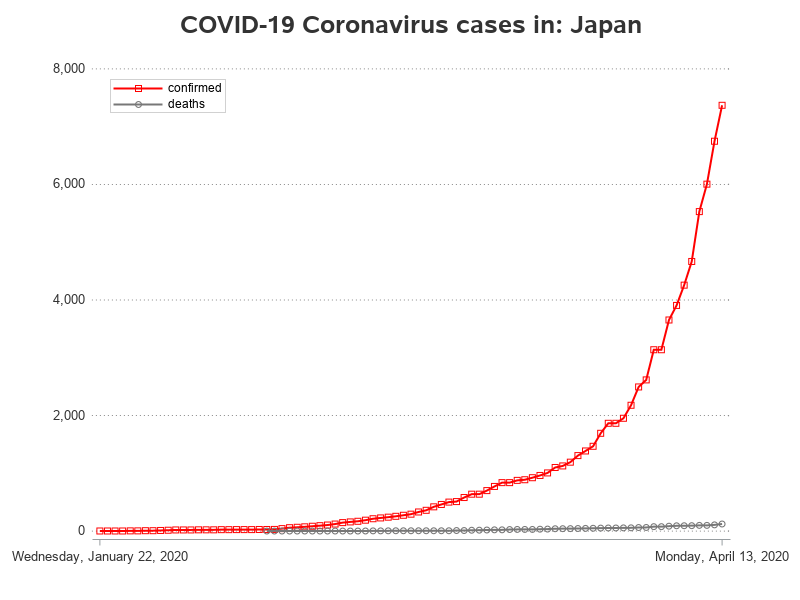 COVID-19 Coronavirus cases in: Japan
8,000
confirmed
deaths
6,000
4,000
2,000
0
Wednesday, January 22, 2020
Monday, April 13, 2020